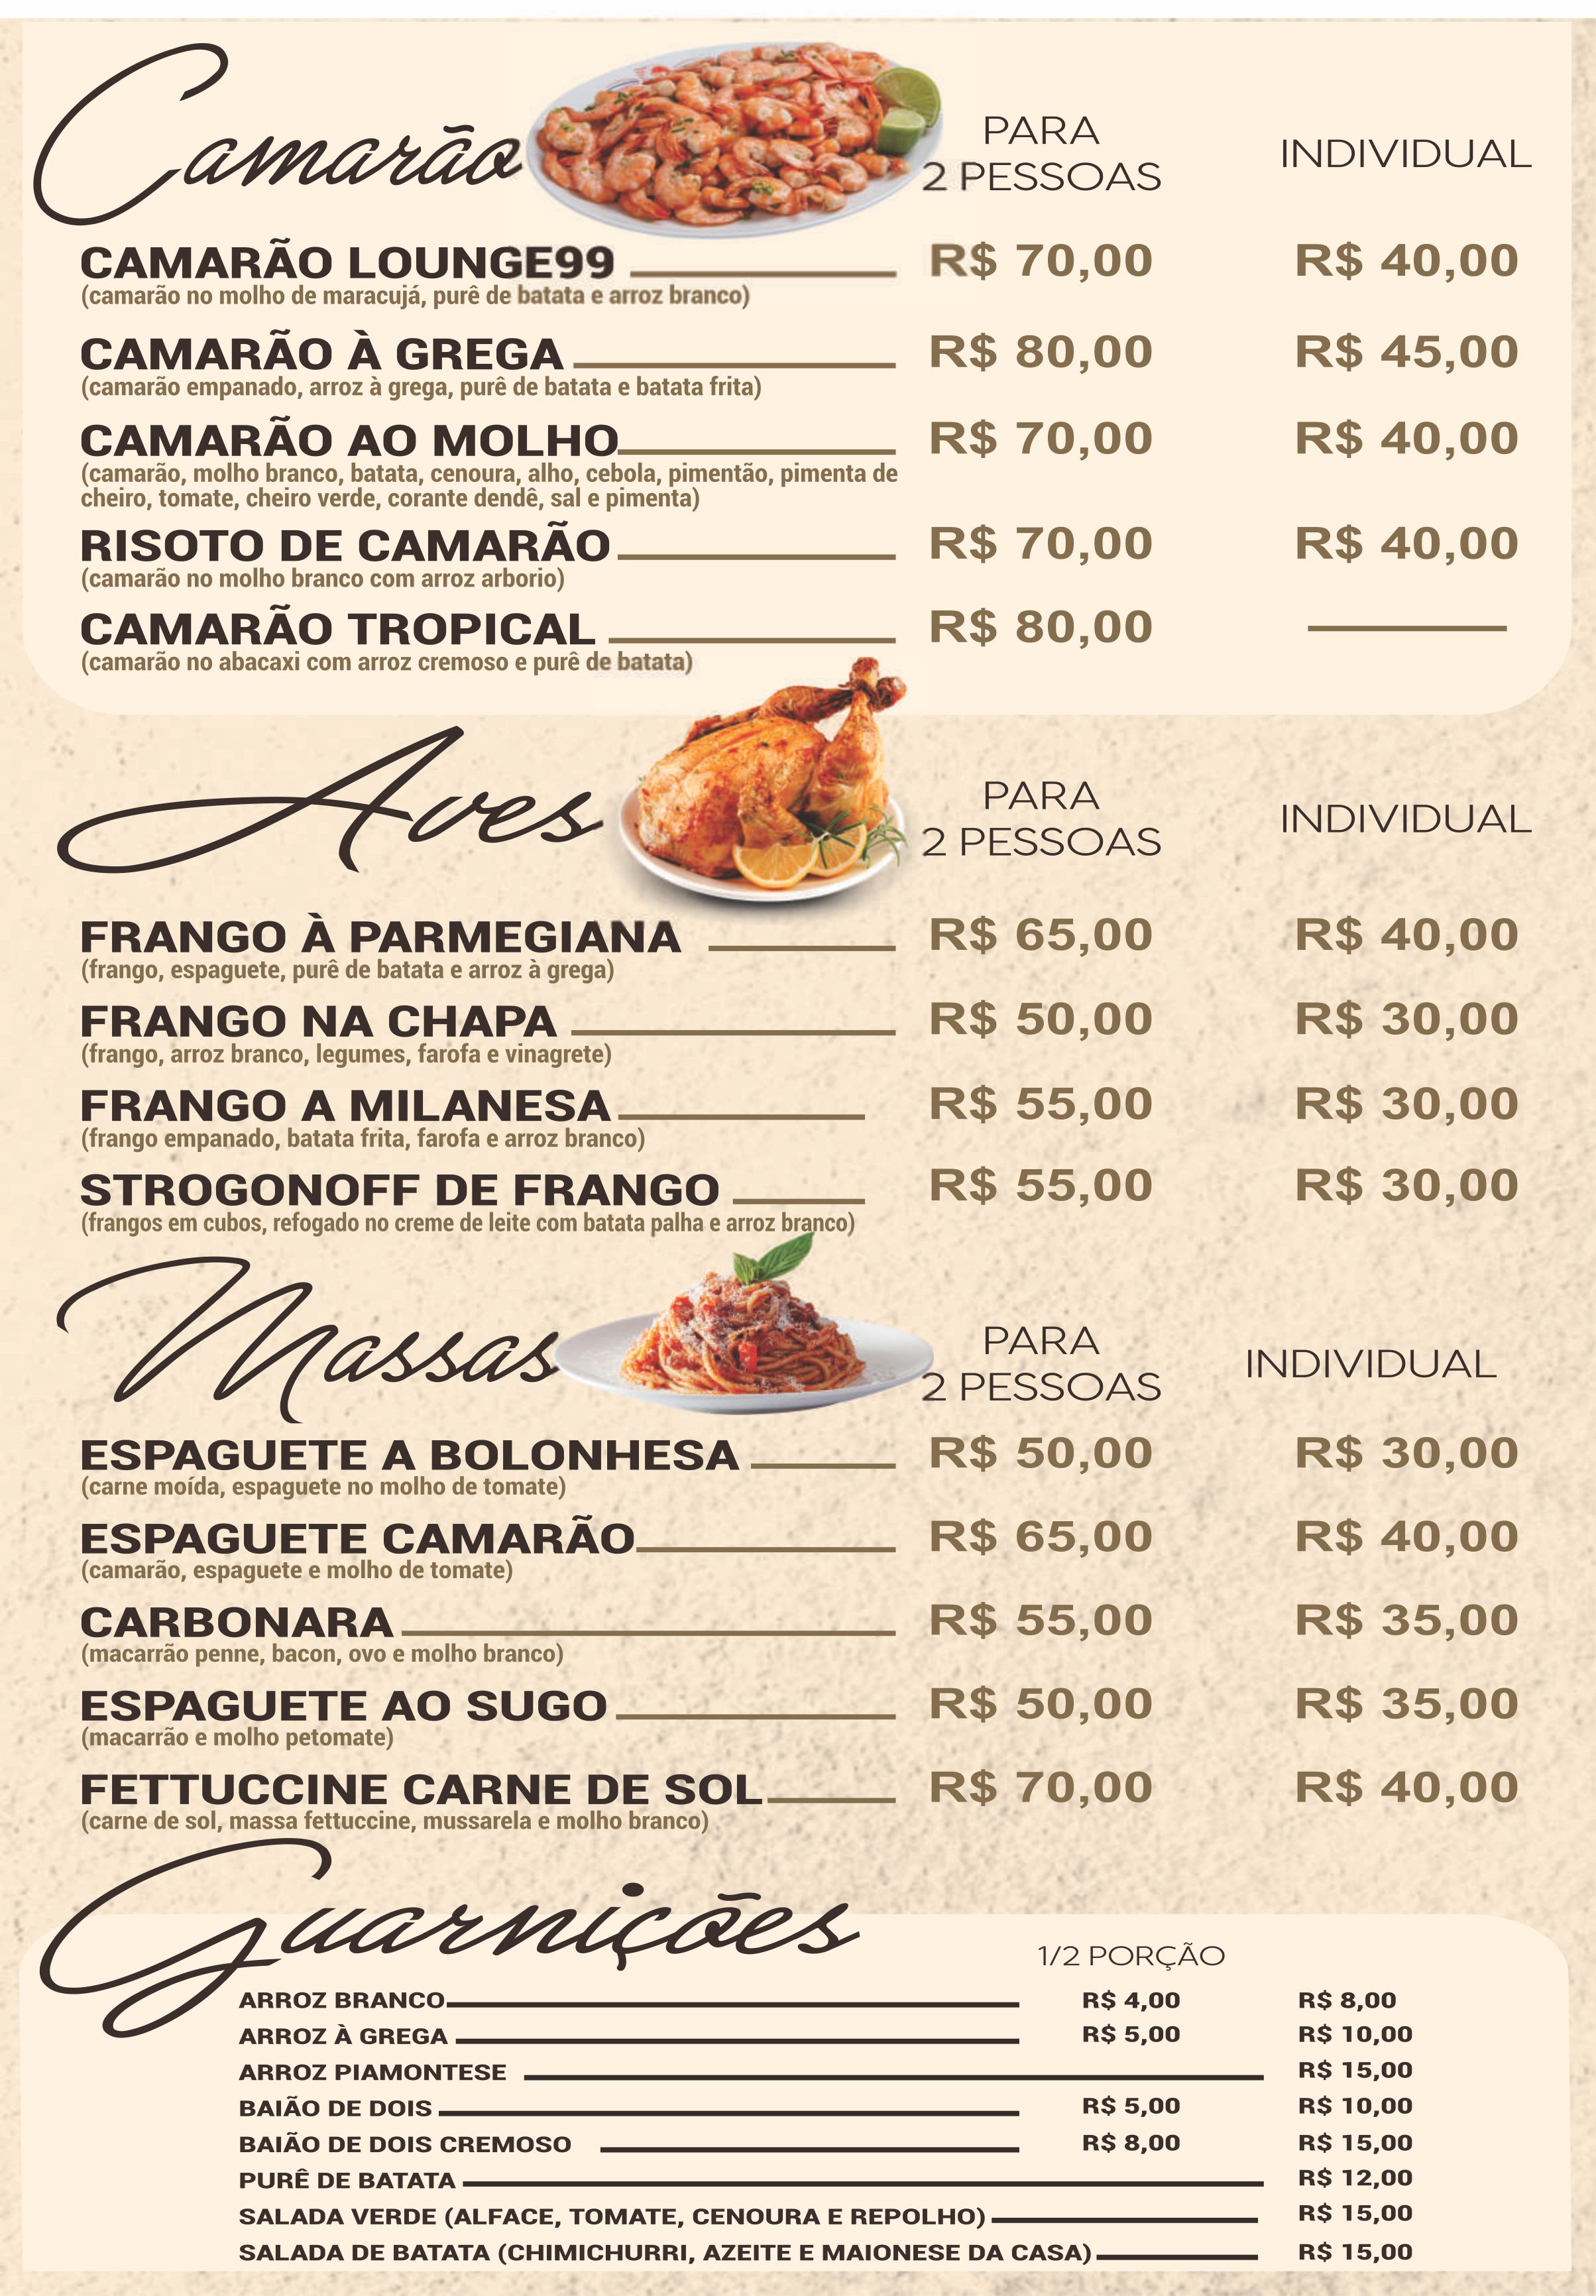 Camarão
PARA
2 PESSOAS
INDIVIDUAL
CAMARÃO LOUNGE99 R$ 70,00 R$ 40,00
(camarão no molho de maracujá, purê de batata e arroz branco)
CAMARÃO À GREGA R$ 80,00 R$ 45,00
(camarão empanado, arroz à grega, purê de batata e batata frita)
CAMARÃO AO MOLHO R$ 70,00 R$ 40,00
(camarão, molho branco, batata, cenoura, alho, cebola, pimentão, pimenta de
cheiro, tomate, cheiro verde, corante dendê, sal e pimenta)
RISOTO DE CAMARÃO R$ 70,00 R$ 40,00
(camarão no molho branco com arroz arborio)
CAMARÃO TROPICAL R$ 80,00
(camarão no abacaxi com arroz cremoso e purê de batata)
Aves
PARA
2 PESSOAS
INDIVIDUAL
FRANGO À PARMEGIANA R$ 65,00 R$ 40,00
(frango, espaguete, purê de batata e arroz à grega)
FRANGO NA CHAPA R$ 50,00 R$ 30,00
(frango, arroz branco, legumes, farofa e vinagrete)
FRANGO A MILANESA R$ 55,00 R$ 30,00
(frango empanado, batata frita, farofa e arroz branco)
STROGONOFF DE FRANGO R$ 55,00 R$ 30,00
(frangos em cubos, refogado no creme de leite com batata palha e arroz branco)
Massas
PARA
2 PESSOAS
INDIVIDUAL
ESPAGUETE A BOLONHESA R$ 50,00 R$ 30,00
(carne moída, espaguete no molho de tomate)
ESPAGUETE CAMARÃO R$ 65,00 R$ 40,00
(camarão, espaguete e molho de tomate)
CARBONARA R$ 55,00 R$ 35,00
(macarrão penne, bacon, ovo e molho branco)
ESPAGUETE AO SUGO R$ 50,00 R$ 35,00
(macarrão e molho petomate)
FETTUCCINE CARNE DE SOL R$ 70,00 R$ 40,00
(carne de sol, massa fettuccine, mussarela e molho branco)
Guarnições
1/2 PORÇÃO
ARROZ BRANCO R$ 4,00 R$ 8,00
ARROZ À GREGA R$ 5,00 R$ 10,00
ARROZ PIAMONTESE R$ 15,00
BAIÃO DE DOIS R$ 5,00 R$ 10,00
BAIÃO DE DOIS CREMOSO R$ 8,00 R$ 15,00
PURÊ DE BATATA R$ 12,00
SALADA VERDE (ALFACE, TOMATE, CENOURA E REPOLHO) R$ 15,00
SALADA DE BATATA (CHIMICHURRI, AZEITE E MAIONESE DA CASA) R$ 15,00